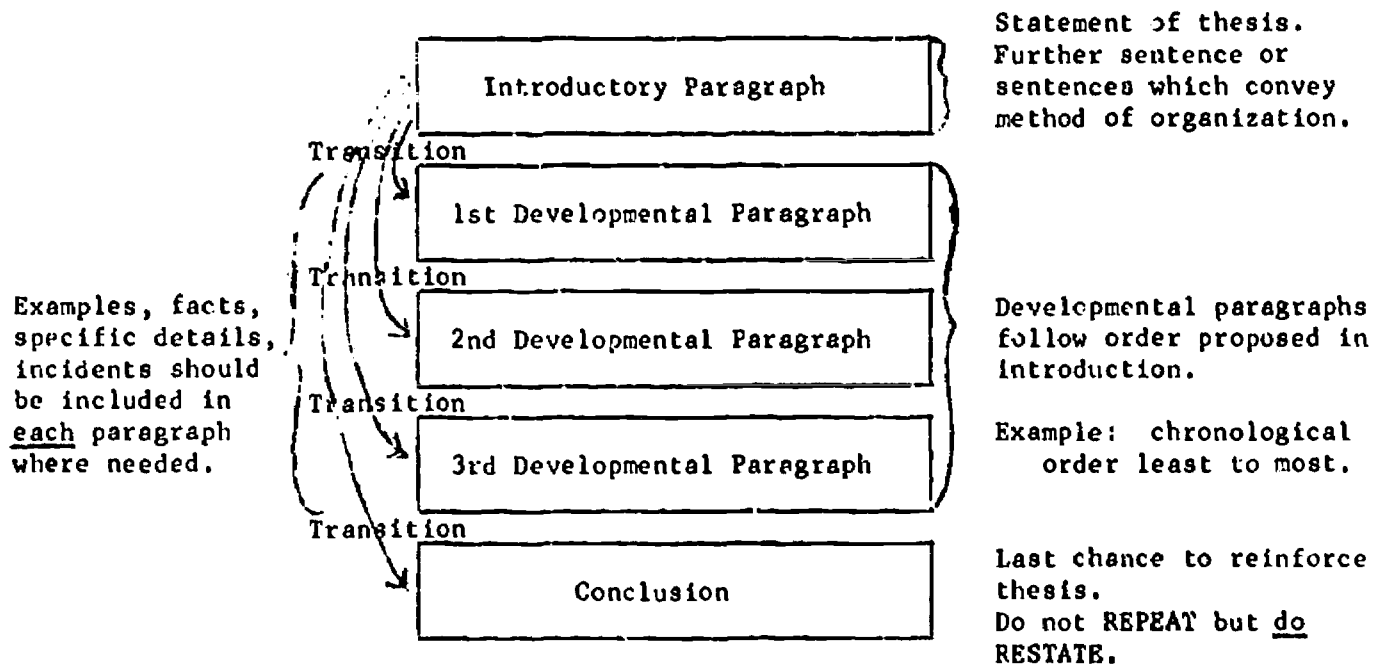 Statement of thesis.
Further sentence or
sentences which convey
method of organization.
Introductory Paragraph
Transition
1st Developmental Paragraph
Transition
Examples, facts,
specific details,
incidents should
be included in
each paragraph
where needed.
2nd Developmental Paragraph
Developmental paragraphs
follow order proposed in
introduction.
Transition
3rd Developmental Paragraph
Example: chronological
order least to most.
Transition
Conclusion
Last chance to reinforce
thesis.
Do not REPEAT but do
RESTATE.